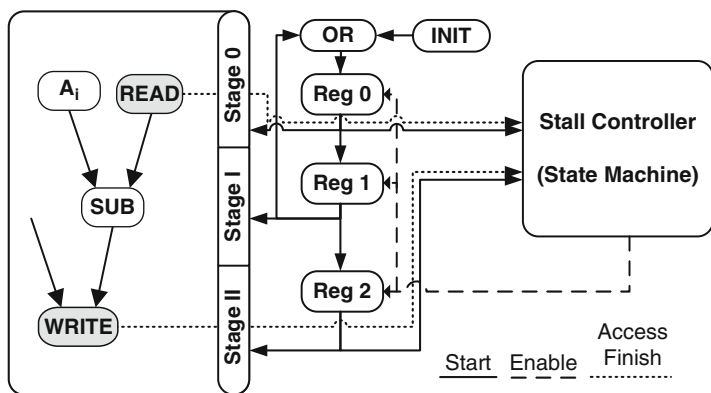 OR
INIT
A_i
READ
Stage 0
Reg 0
Stall Controller
(State Machine)
Reg 1
Stage I
SUB
Reg 2
WRITE
Stage II
Start
Enable
Access
Finish